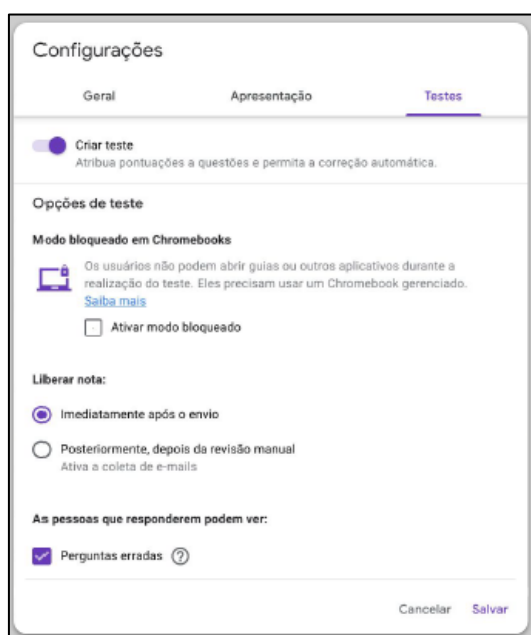 Configurações
Geral Apresentação Testes
Criar teste
Atribua pontuações a questões e permita a correção automática.
Opções de teste
Modo bloqueado em Chromebooks
Os usuários não podem abrir guias ou outros aplicativos durante a
realização do teste. Eles precisam usar um Chromebook gerenciado.
Saiba mais
Ativar modo bloqueado
Liberar nota:
Imediatamente após o envio
Posteriormente, depois da revisão manual
Ativa a coleta de e-mails
As pessoas que responderem podem ver:
Perguntas erradas ?
Cancelar Salvar